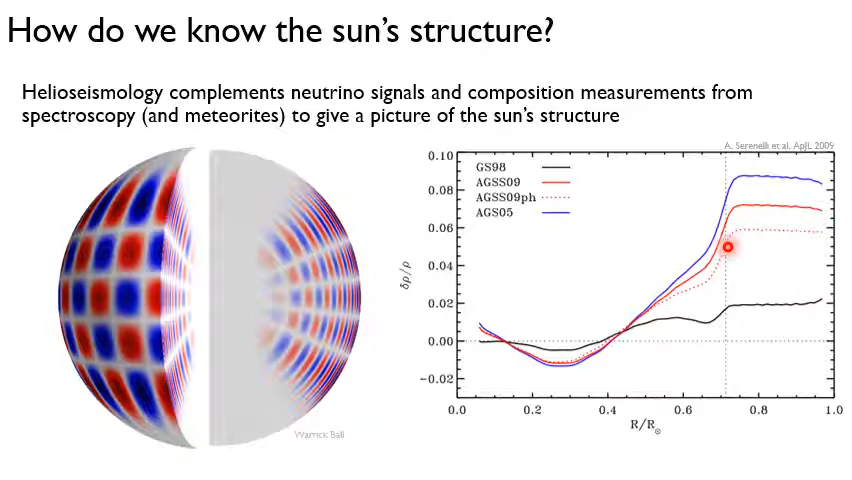 How do we know the sun's structure?
Helioseismology complements neutrino signals and composition measurements from
spectroscopy (and meteorites) to give a picture of the sun's structure
A. Serenelli et al. ApJL 2009
GS98
AGSS09
AGSS09ph
AGS05
0.10
0.08
0.06
0.04
0.02
0.00
−0.02
δρ/ρ
0.0 0.2 0.4 0.6 0.8 1.0
R/R☉
Warrick Ball